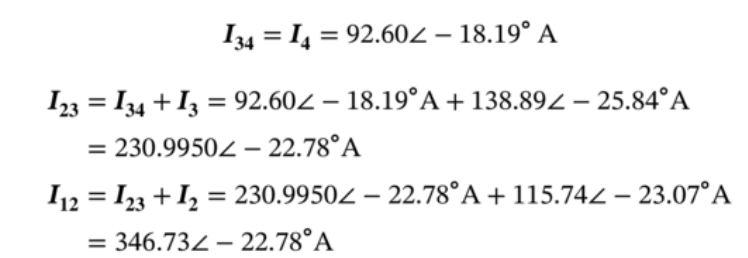 I₃₄ = I₄ = 92.60∠ − 18.19° A
I₂₃ = I₃₄ + I₃ = 92.60∠ − 18.19°A + 138.89∠ − 25.84°A
= 230.9950∠ − 22.78°A
I₁₂ = I₂₃ + I₂ = 230.9950∠ − 22.78°A + 115.74∠ − 23.07°A
= 346.73∠ − 22.78°A